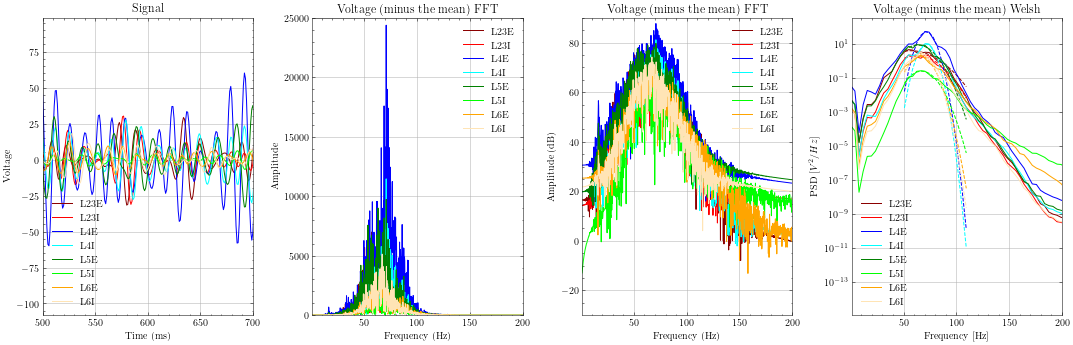 Signal
Voltage
75
50
25
0
−25
−50
−75
−100
L23E
L23I
L4E
L4I
L5E
L5I
L6E
L6I
500
550
600
650
700
Time (ms)
Voltage (minus the mean) FFT
Amplitude
25000
20000
15000
10000
5000
0
L23E
L23I
L4E
L4I
L5E
L5I
L6E
L6I
50
100
150
200
Frequency (Hz)
Voltage (minus the mean) FFT
Amplitude (dB)
80
60
40
20
0
−20
L23E
L23I
L4E
L4I
L5E
L5I
L6E
L6I
50
100
150
200
Frequency (Hz)
Voltage (minus the mean) Welsh
PSD [V²/Hz]
10¹
10⁻¹
10⁻³
10⁻⁵
10⁻⁷
10⁻⁹
10⁻¹¹
10⁻¹³
L23E
L23I
L4E
L4I
L5E
L5I
L6E
L6I
50
100
150
200
Frequency [Hz]